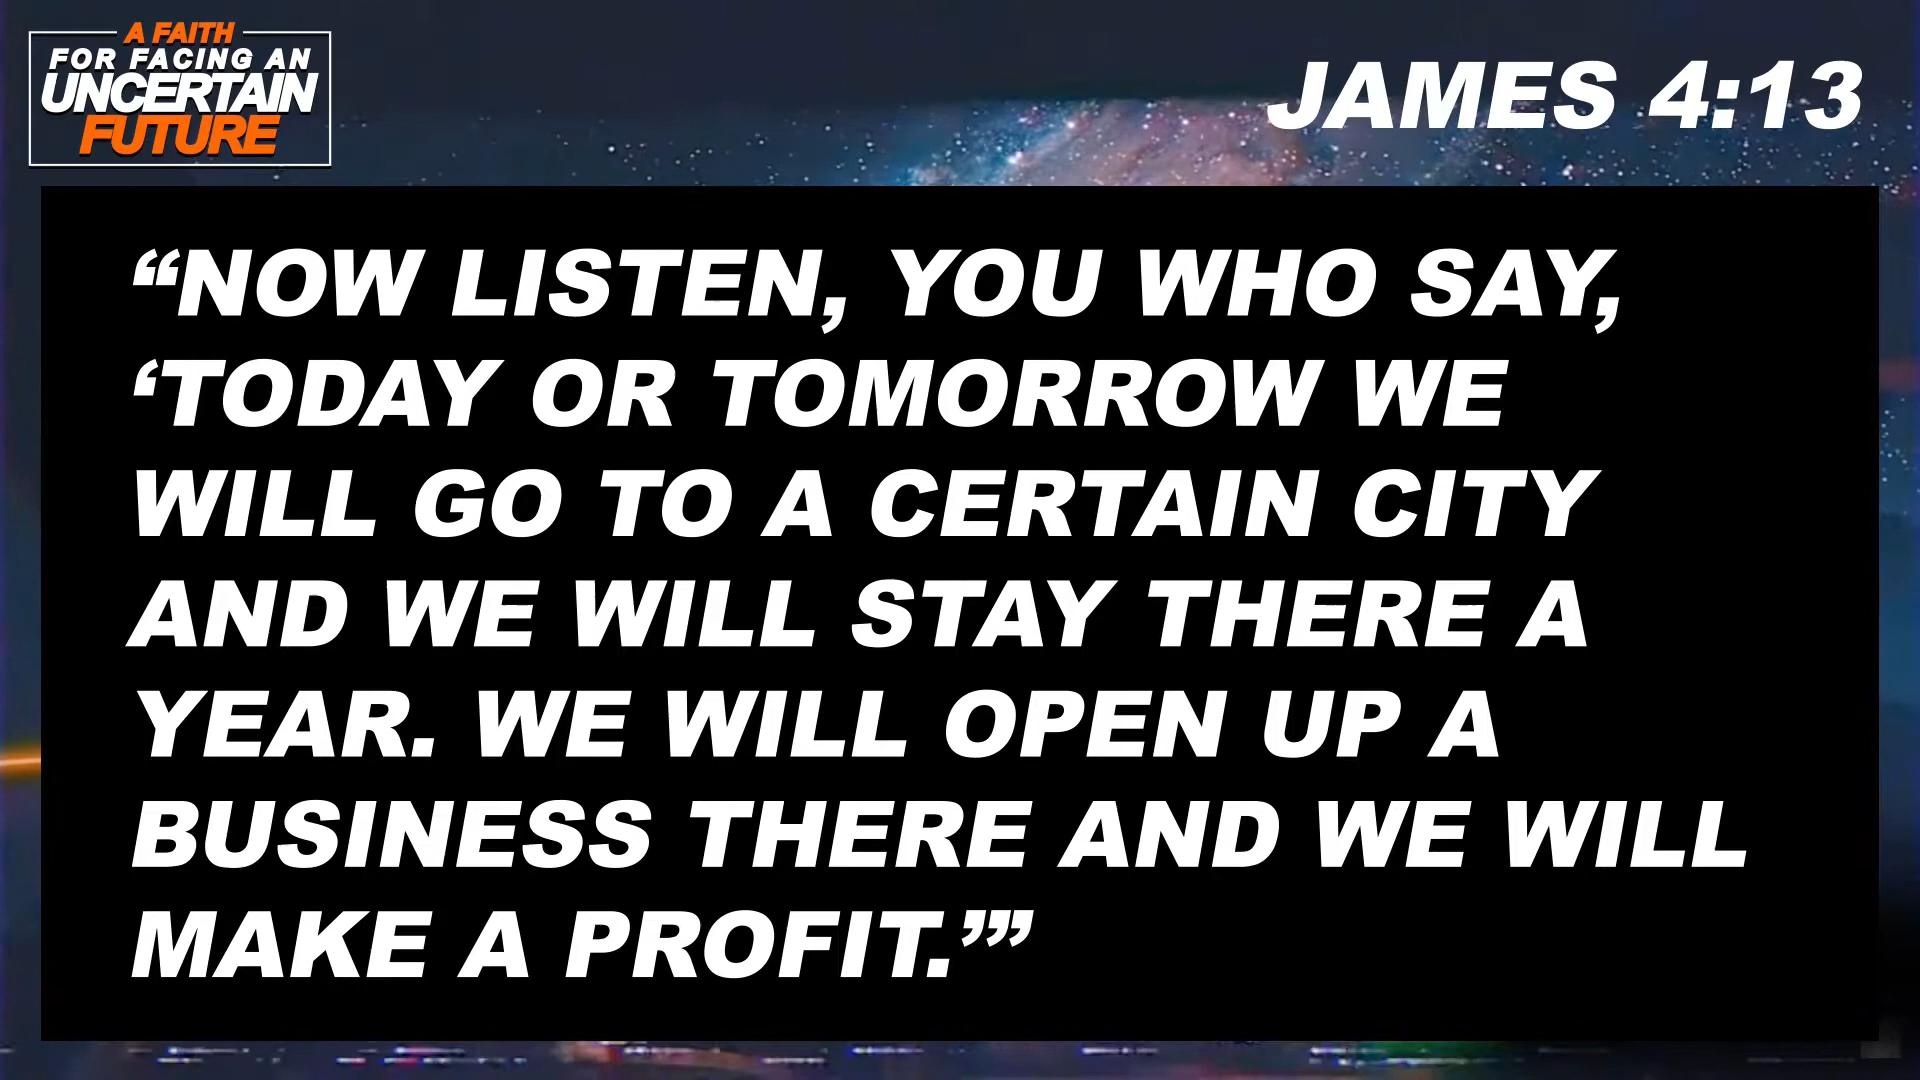 A FAITH
FOR FACING AN
UNCERTAIN
FUTURE
JAMES 4:13
“NOW LISTEN, YOU WHO SAY,
‘TODAY OR TOMORROW WE
WILL GO TO A CERTAIN CITY
AND WE WILL STAY THERE A
YEAR. WE WILL OPEN UP A
BUSINESS THERE AND WE WILL
MAKE A PROFIT.’”